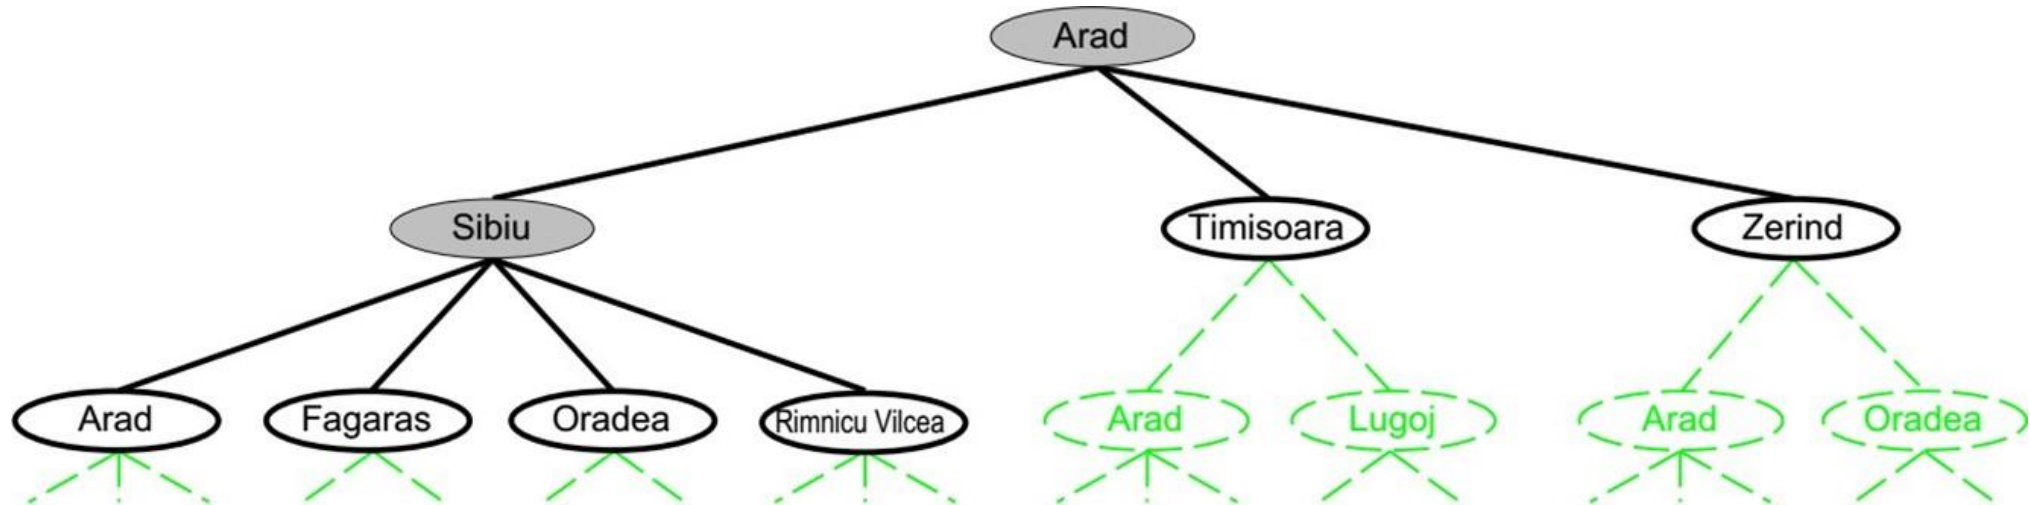 Arad
Sibiu
Timisoara
Zerind
Arad
Fagaras
Oradea
Rimnicu Vilcea
Arad
Lugoj
Arad
Oradea